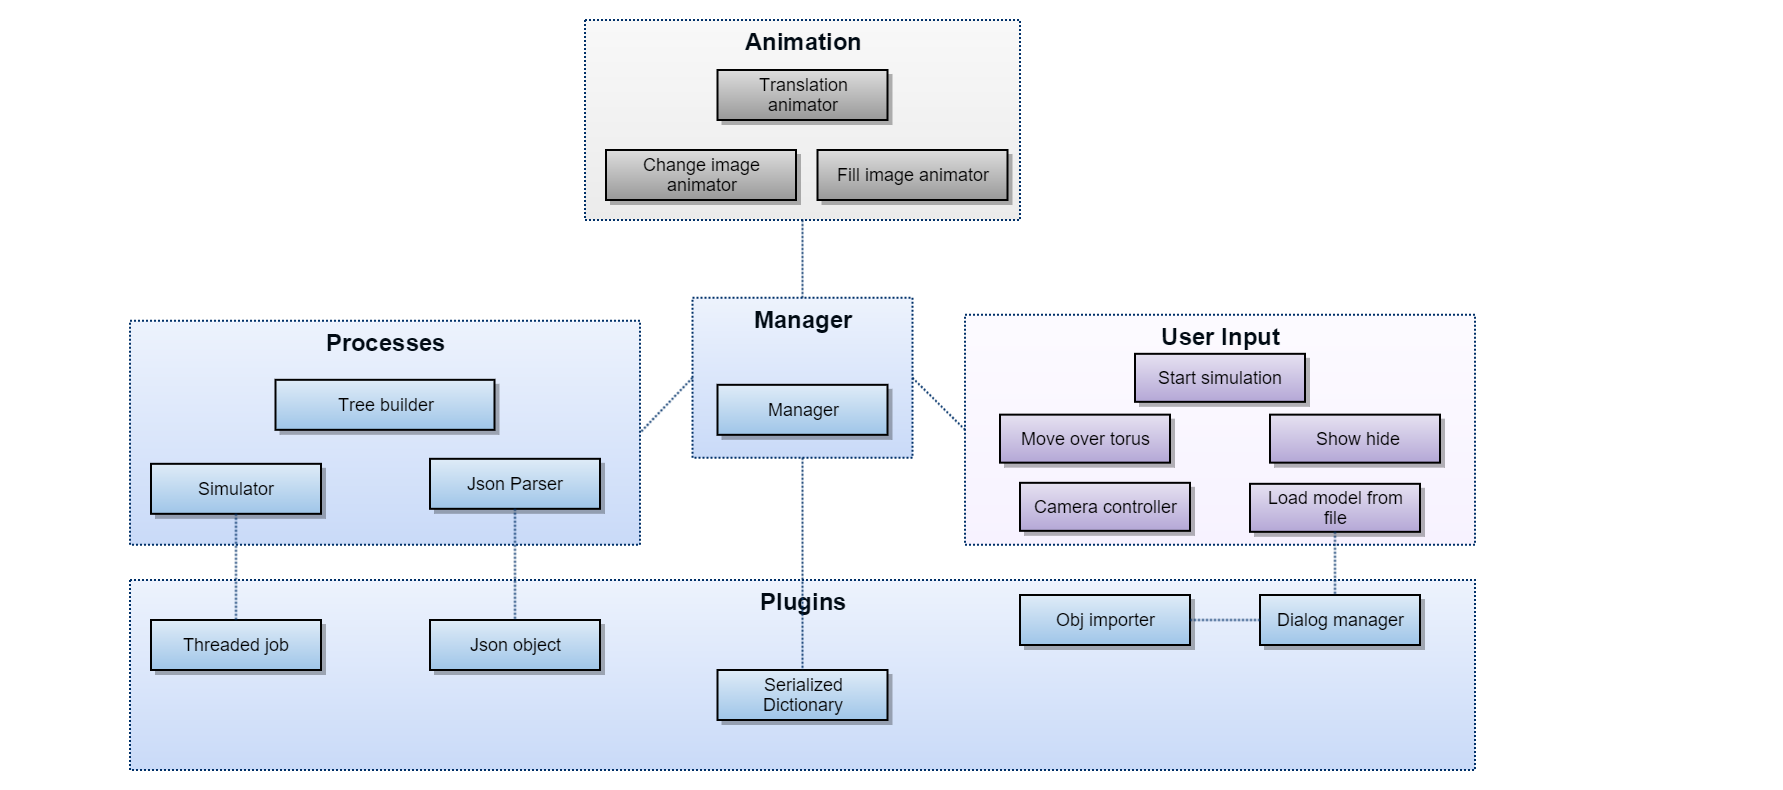 Animation
Translation
animator
Change image
animator
Fill image animator
Manager
Manager
Processes
Tree builder
Simulator
Json Parser
User Input
Start simulation
Move over torus
Show hide
Camera controller
Load model from
file
Plugins
Threaded job
Json object
Serialized
Dictionary
Obj importer
Dialog manager